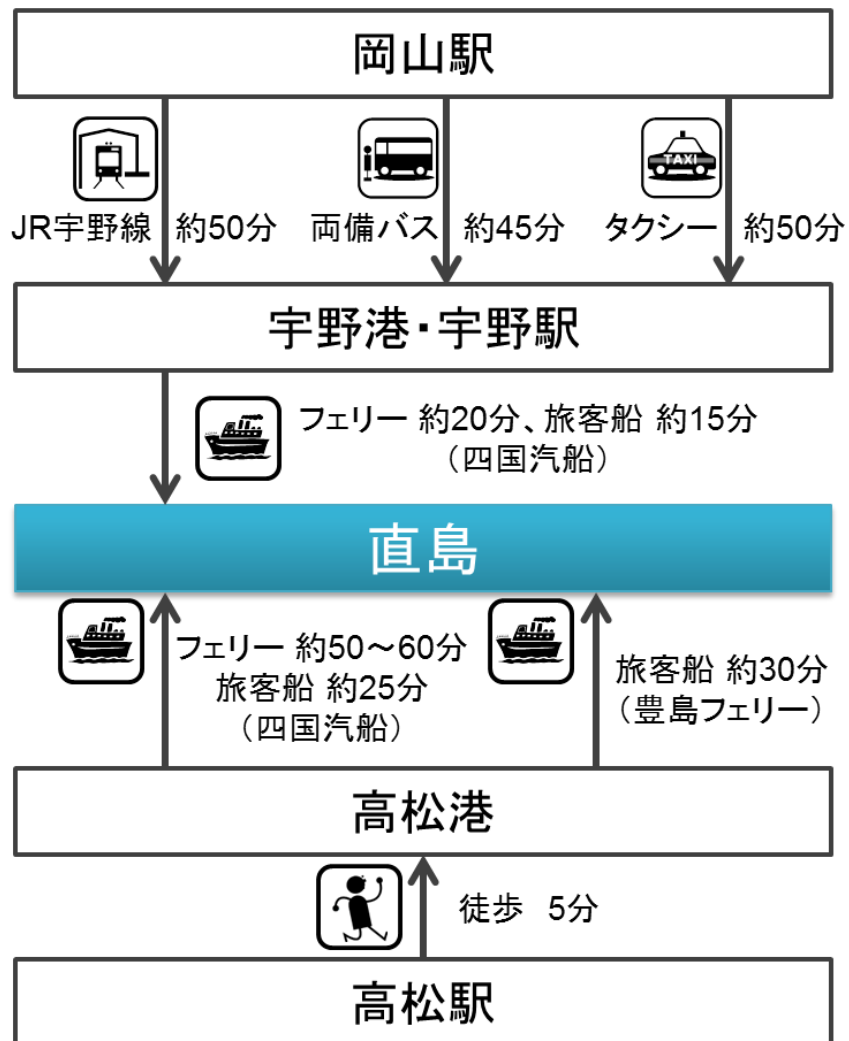 岡山駅
JR宇野線 約50分 両備バス 約45分 TAXI タクシー 約50分
宇野港・宇野駅
フェリー 約20分、旅客船 約15分
（四国汽船）
直島
フェリー 約50～60分
旅客船 約25分
（四国汽船）
旅客船 約30分
（豊島フェリー）
高松港
徒歩 5分
高松駅